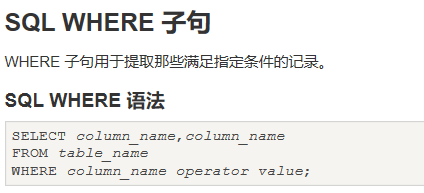 SQL WHERE 子句
WHERE 子句用于提取那些满足指定条件的记录。
SQL WHERE 语法
SELECT column_name,column_name
FROM table_name
WHERE column_name operator value;